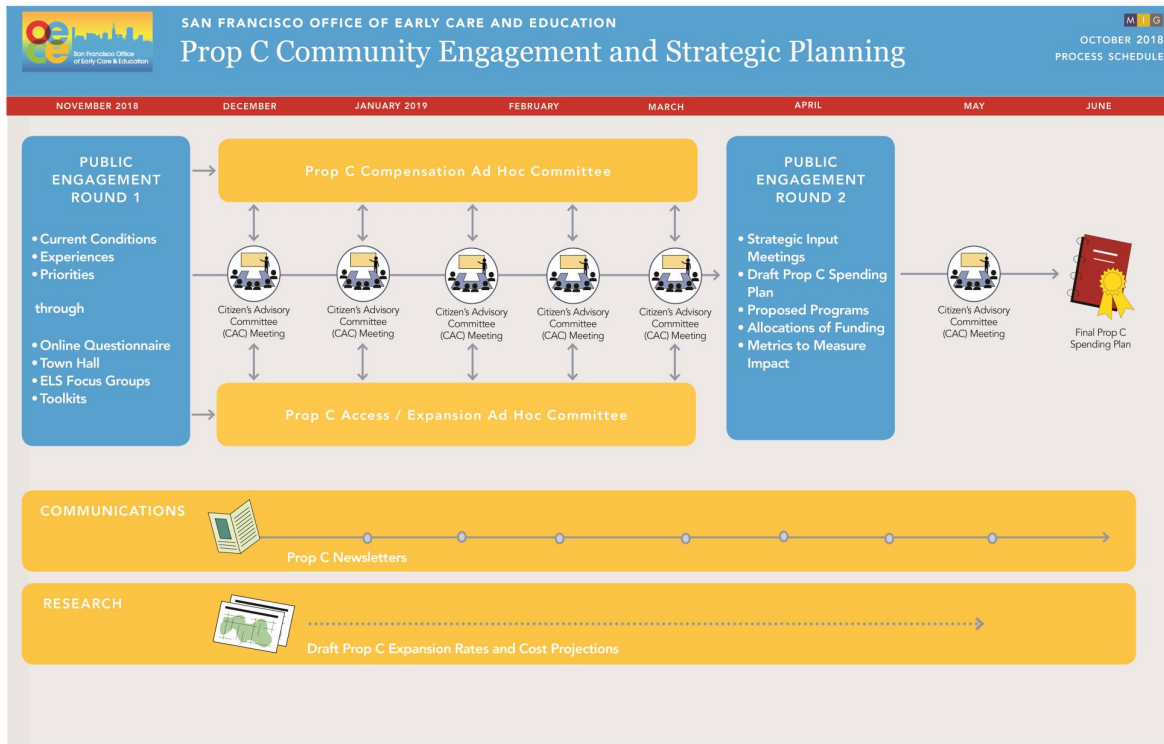 San Francisco Office
of Early Care & Education
SAN FRANCISCO OFFICE OF EARLY CARE AND EDUCATION
Prop C Community Engagement and Strategic Planning
M I G
OCTOBER 2018
PROCESS SCHEDULE
NOVEMBER 2018
DECEMBER
JANUARY 2019
FEBRUARY
MARCH
APRIL
MAY
JUNE
PUBLIC
ENGAGEMENT
ROUND 1
• Current Conditions
• Experiences
• Priorities
through
• Online Questionnaire
• Town Hall
• ELS Focus Groups
• Toolkits
Prop C Compensation Ad Hoc Committee
Citizen's Advisory
Committee
(CAC) Meeting
Citizen's Advisory
Committee
(CAC) Meeting
Citizen's Advisory
Committee
(CAC) Meeting
Citizen's Advisory
Committee
(CAC) Meeting
Citizen's Advisory
Committee
(CAC) Meeting
Prop C Access / Expansion Ad Hoc Committee
PUBLIC
ENGAGEMENT
ROUND 2
• Strategic Input
Meetings
• Draft Prop C Spending
Plan
• Proposed Programs
• Allocations of Funding
• Metrics to Measure
Impact
Citizen's Advisory
Committee
(CAC) Meeting
Final Prop C
Spending Plan
COMMUNICATIONS
Prop C Newsletters
RESEARCH
Draft Prop C Expansion Rates and Cost Projections